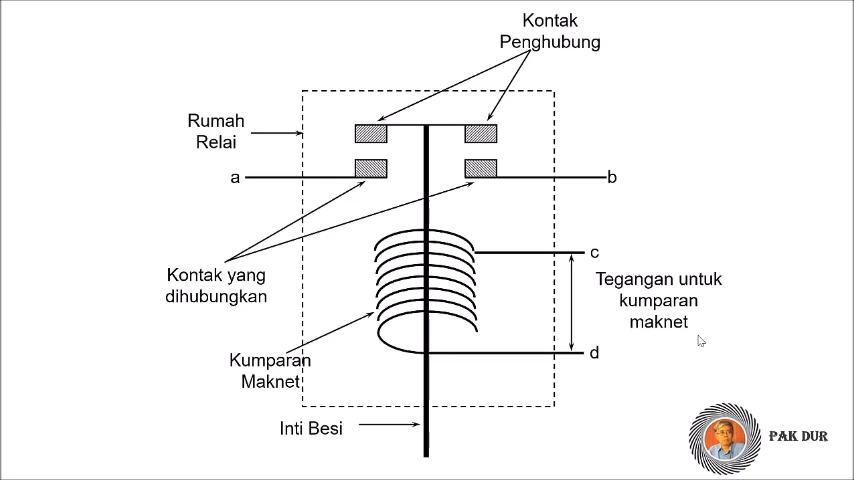 Kontak
Penghubung
Rumah
Relai
a
b
c
Kontak yang
dihubungkan
Tegangan untuk
kumparan
maknet
d
Kumparan
Maknet
Inti Besi
PAK DUR